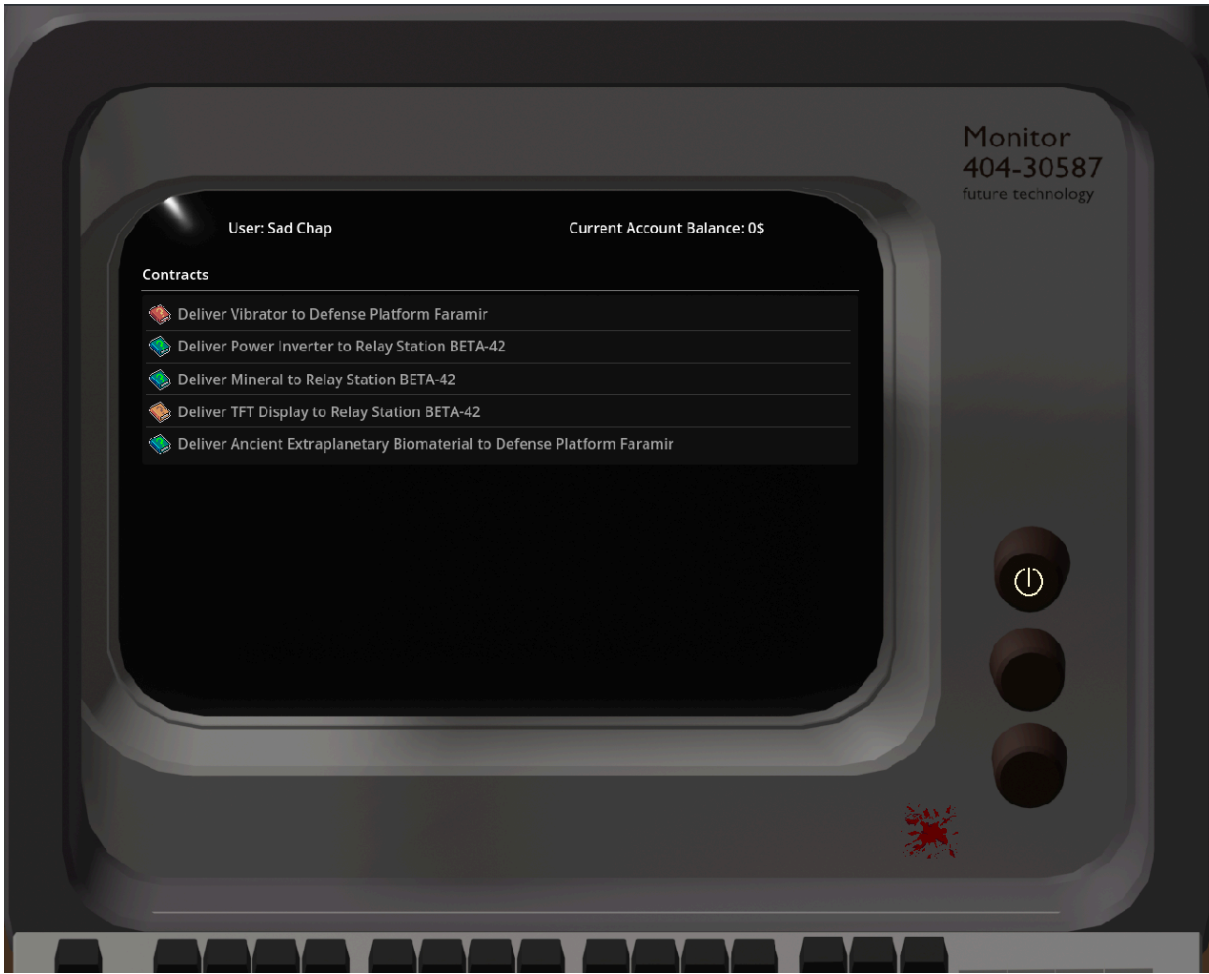 Monitor
404-30587
future technology
User: Sad Chap
Current Account Balance: 0$
Contracts
Deliver Vibrator to Defense Platform Faramir
Deliver Power Inverter to Relay Station BETA-42
Deliver Mineral to Relay Station BETA-42
Deliver TFT Display to Relay Station BETA-42
Deliver Ancient Extraplanetary Biomaterial to Defense Platform Faramir